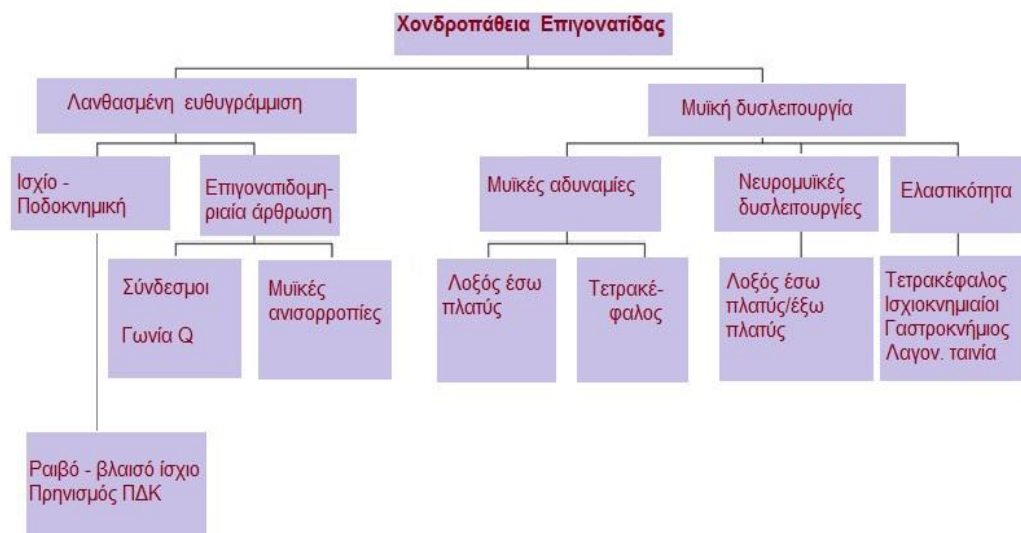 Χονδροπάθεια Επιγονατίδας
Λανθασμένη ευθυγράμμιση
Μυϊκή δυσλειτουργία
Ισχίο -
Ποδοκνημική
Επιγονατιδομη-
ριαία άρθρωση
Μυϊκές αδυναμίες
Νευρομυϊκές
δυσλειτουργίες
Ελαστικότητα
Σύνδεσμοι
Γωνία Q
Μυϊκές
ανισορροπίες
Λοξός έσω
πλατύς
Τετρακέ-
φαλος
Λοξός έσω
πλατύς/έξω
πλατύς
Τετρακέφαλος
Ισχιοκνημιαίοι
Γαστροκνήμιος
Λαγον. ταινία
Ραιβό - βλαισό ίσχιο
Πρηνισμός ΠΔΚ